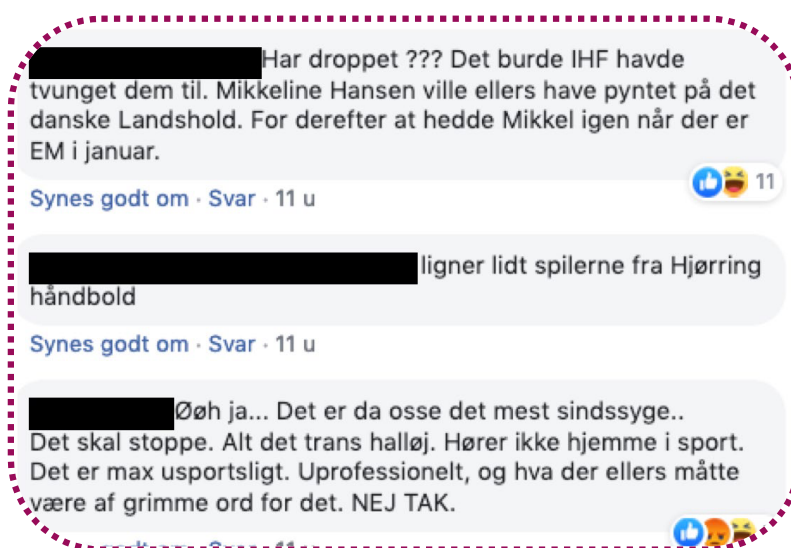 Har droppet ??? Det burde IHF havde
tvunget dem til. Mikkeline Hansen ville ellers have pyntet på det
danske Landshold. For derefter at hedde Mikkel igen når der er
EM i januar.
11
Synes godt om · Svar · 11 u
ligner lidt spilerne fra Hjørring
håndbold
Synes godt om · Svar · 11 u
Øøh ja... Det er da osse det mest sindssyge..
Det skal stoppe. Alt det trans halløj. Hører ikke hjemme i sport.
Det er max usportsligt. Uprofessionelt, og hva der ellers måtte
være af grimme ord for det. NEJ TAK.